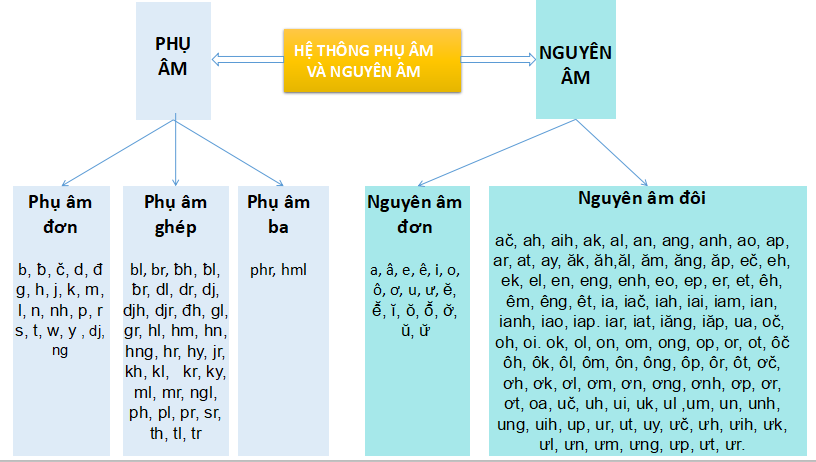 HỆ THÔNG PHỤ ÂM
VÀ NGUYÊN ÂM
PHỤ
ÂM
NGUYÊN
ÂM
Phụ âm
đơn
b, ƀ, č, d, đ
g, h, j, k, m,
l, n, nh, p, r
s, t, w, y , dj,
ng
Phụ âm
ghép
bl, br, ƀh, ƀl,
ƀr, dl, dr, dj,
djh, djr, đh, gl,
gr, hl, hm, hn,
hng, hr, hy, jr,
kh, kl, kr, ky,
ml, mr, ngl,
ph, pl, pr, sr,
th, tl, tr
Phụ âm
ba
phr, hml
Nguyên âm
đơn
a, â, e, ê, i, o,
ô, ơ, u, ư, ĕ,
ê̆, ĭ, ŏ, ô̆, ơ̆,
ŭ, ư̆
Nguyên âm đôi
ač, ah, aih, ak, al, an, ang, anh, ao, ap,
ar, at, ay, ăk, ăh,ăl, ăm, ăng, ăp, eč, eh,
ek, el, en, eng, enh, eo, ep, er, et, êh,
êm, êng, êt, ia, iač, iah, iai, iam, ian,
ianh, iao, iap. iar, iat, iăng, iăp, ua, oč,
oh, oi. ok, ol, on, om, ong, op, or, ot, ôč
ôh, ôk, ôl, ôm, ôn, ông, ôp, ôr, ôt, ơč,
ơh, ơk, ơl, ơm, ơn, ơng, ơnh, ơp, ơr,
ơt, oa, uč, uh, ui, uk, ul ,um, un, unh,
ung, uih, up, ur, ut, uy, ưč, ưh, ưih, ưk,
ưl, ưn, ưm, ưng, ưp, ưt, ưr.